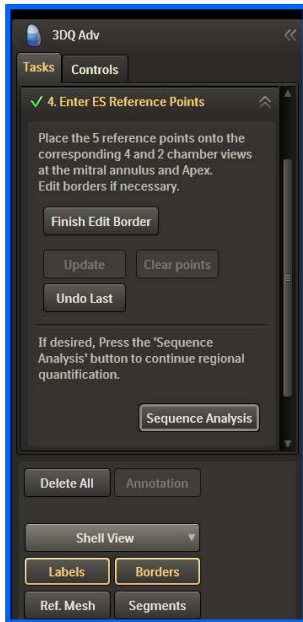 3DQ Adv
Tasks Controls
4. Enter ES Reference Points
Place the 5 reference points onto the
corresponding 4 and 2 chamber views
at the mitral annulus and Apex.
Edit borders if necessary.
Finish Edit Border
Update Clear points
Undo Last
If desired, Press the 'Sequence
Analysis' button to continue regional
quantification.
Sequence Analysis
Delete All Annotation
Shell View
Labels Borders
Ref. Mesh Segments